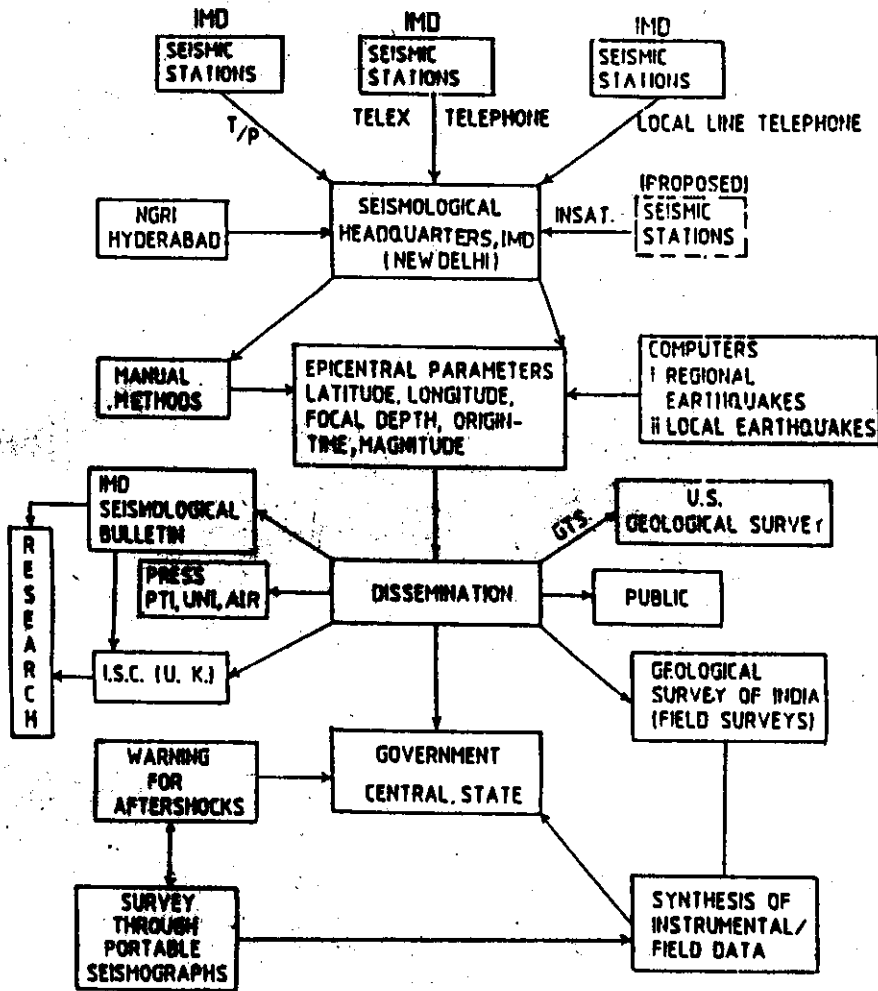 IMD
SEISMIC
STATIONS
IMD
SEISMIC
STATIONS
IMD
SEISMIC
STATIONS
T/P
TELEX TELEPHONE
LOCAL LINE TELEPHONE
NGRI
HYDERABAD
SEISMOLOGICAL
HEADQUARTERS, IMD
(NEW DELHI)
INSAT.
(PROPOSED)
SEISMIC
STATIONS
MANUAL
METHODS
EPICENTRAL PARAMETERS
LATITUDE, LONGITUDE,
FOCAL DEPTH, ORIGIN-
TIME, MAGNITUDE
COMPUTERS
i REGIONAL
EARTHQUAKES
ii LOCAL EARTHQUAKES
IMD
SEISMOLOGICAL
BULLETIN
GTS.
U.S.
GEOLOGICAL SURVEY
RESEARCH
PRESS
PTI, UNI, AIR
DISSEMINATION
PUBLIC
I.S.C. (U. K.)
GEOLOGICAL
SURVEY OF INDIA
(FIELD SURVEYS)
WARNING
FOR
AFTERSHOCKS
GOVERNMENT
CENTRAL, STATE
SURVEY
THROUGH
PORTABLE
SEISMOGRAPHS
SYNTHESIS OF
INSTRUMENTAL/
FIELD DATA